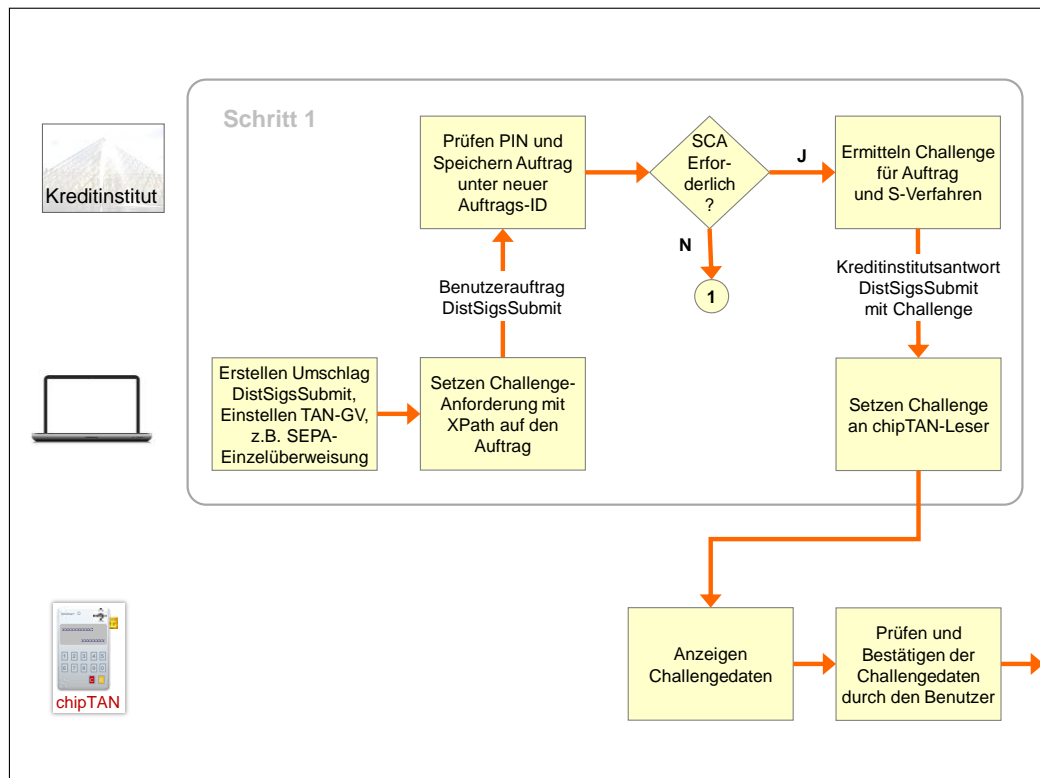 Schritt 1
Kreditinstitut
Prüfen PIN und
Speichern Auftrag
unter neuer
Auftrags-ID
SCA
Erfor-
derlich
?
J
N
1
Ermitteln Challenge
für Auftrag
und S-Verfahren
Benutzerauftrag
DistSigsSubmit
Kreditinstitutsantwort
DistSigsSubmit
mit Challenge
Erstellen Umschlag
DistSigsSubmit,
Einstellen TAN-GV,
z.B. SEPA-
Einzelüberweisung
Setzen Challenge-
Anforderung mit
XPath auf den
Auftrag
Setzen Challenge
an chipTAN-Leser
chipTAN
Anzeigen
Challengedaten
Prüfen und
Bestätigen der
Challengedaten
durch den Benutzer